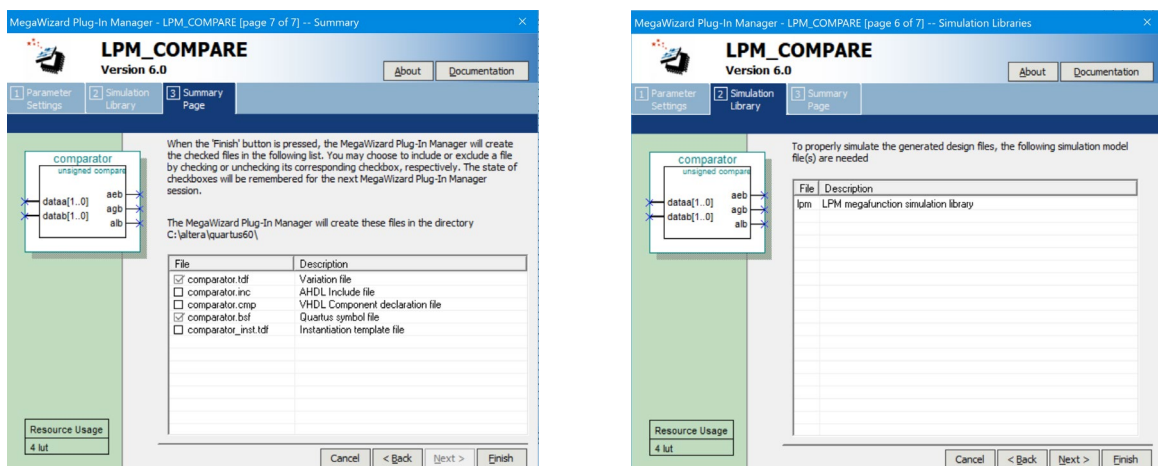 MegaWizard Plug-In Manager - LPM_COMPARE [page 7 of 7] -- Summary
LPM_COMPARE
Version 6.0
About
Documentation
1 Parameter Settings
2 Simulation Library
3 Summary Page
comparator
unsigned compare
dataa[1..0]
datab[1..0]
aeb
agb
alb
When the 'Finish' button is pressed, the MegaWizard Plug-In Manager will create
the checked files in the following list. You may choose to include or exclude a file
by checking or unchecking its corresponding checkbox, respectively. The state of
checkboxes will be remembered for the next MegaWizard Plug-In Manager
session.
The MegaWizard Plug-In Manager will create these files in the directory
C:\altera\quartus60\
File Description
comparator.tdf Variation file
comparator.inc AHDL Include file
comparator.cmp VHDL Component declaration file
comparator.bsf Quartus symbol file
comparator_inst.tdf Instantiation template file
Resource Usage
4 lut
Cancel < Back Next > Finish
MegaWizard Plug-In Manager - LPM_COMPARE [page 6 of 7] -- Simulation Libraries
LPM_COMPARE
Version 6.0
About
Documentation
1 Parameter Settings
2 Simulation Library
3 Summary Page
comparator
unsigned compare
dataa[1..0]
datab[1..0]
aeb
agb
alb
To properly simulate the generated design files, the following simulation model
file(s) are needed
File Description
lpm LPM megafunction simulation library
Resource Usage
4 lut
Cancel < Back Next > Finish